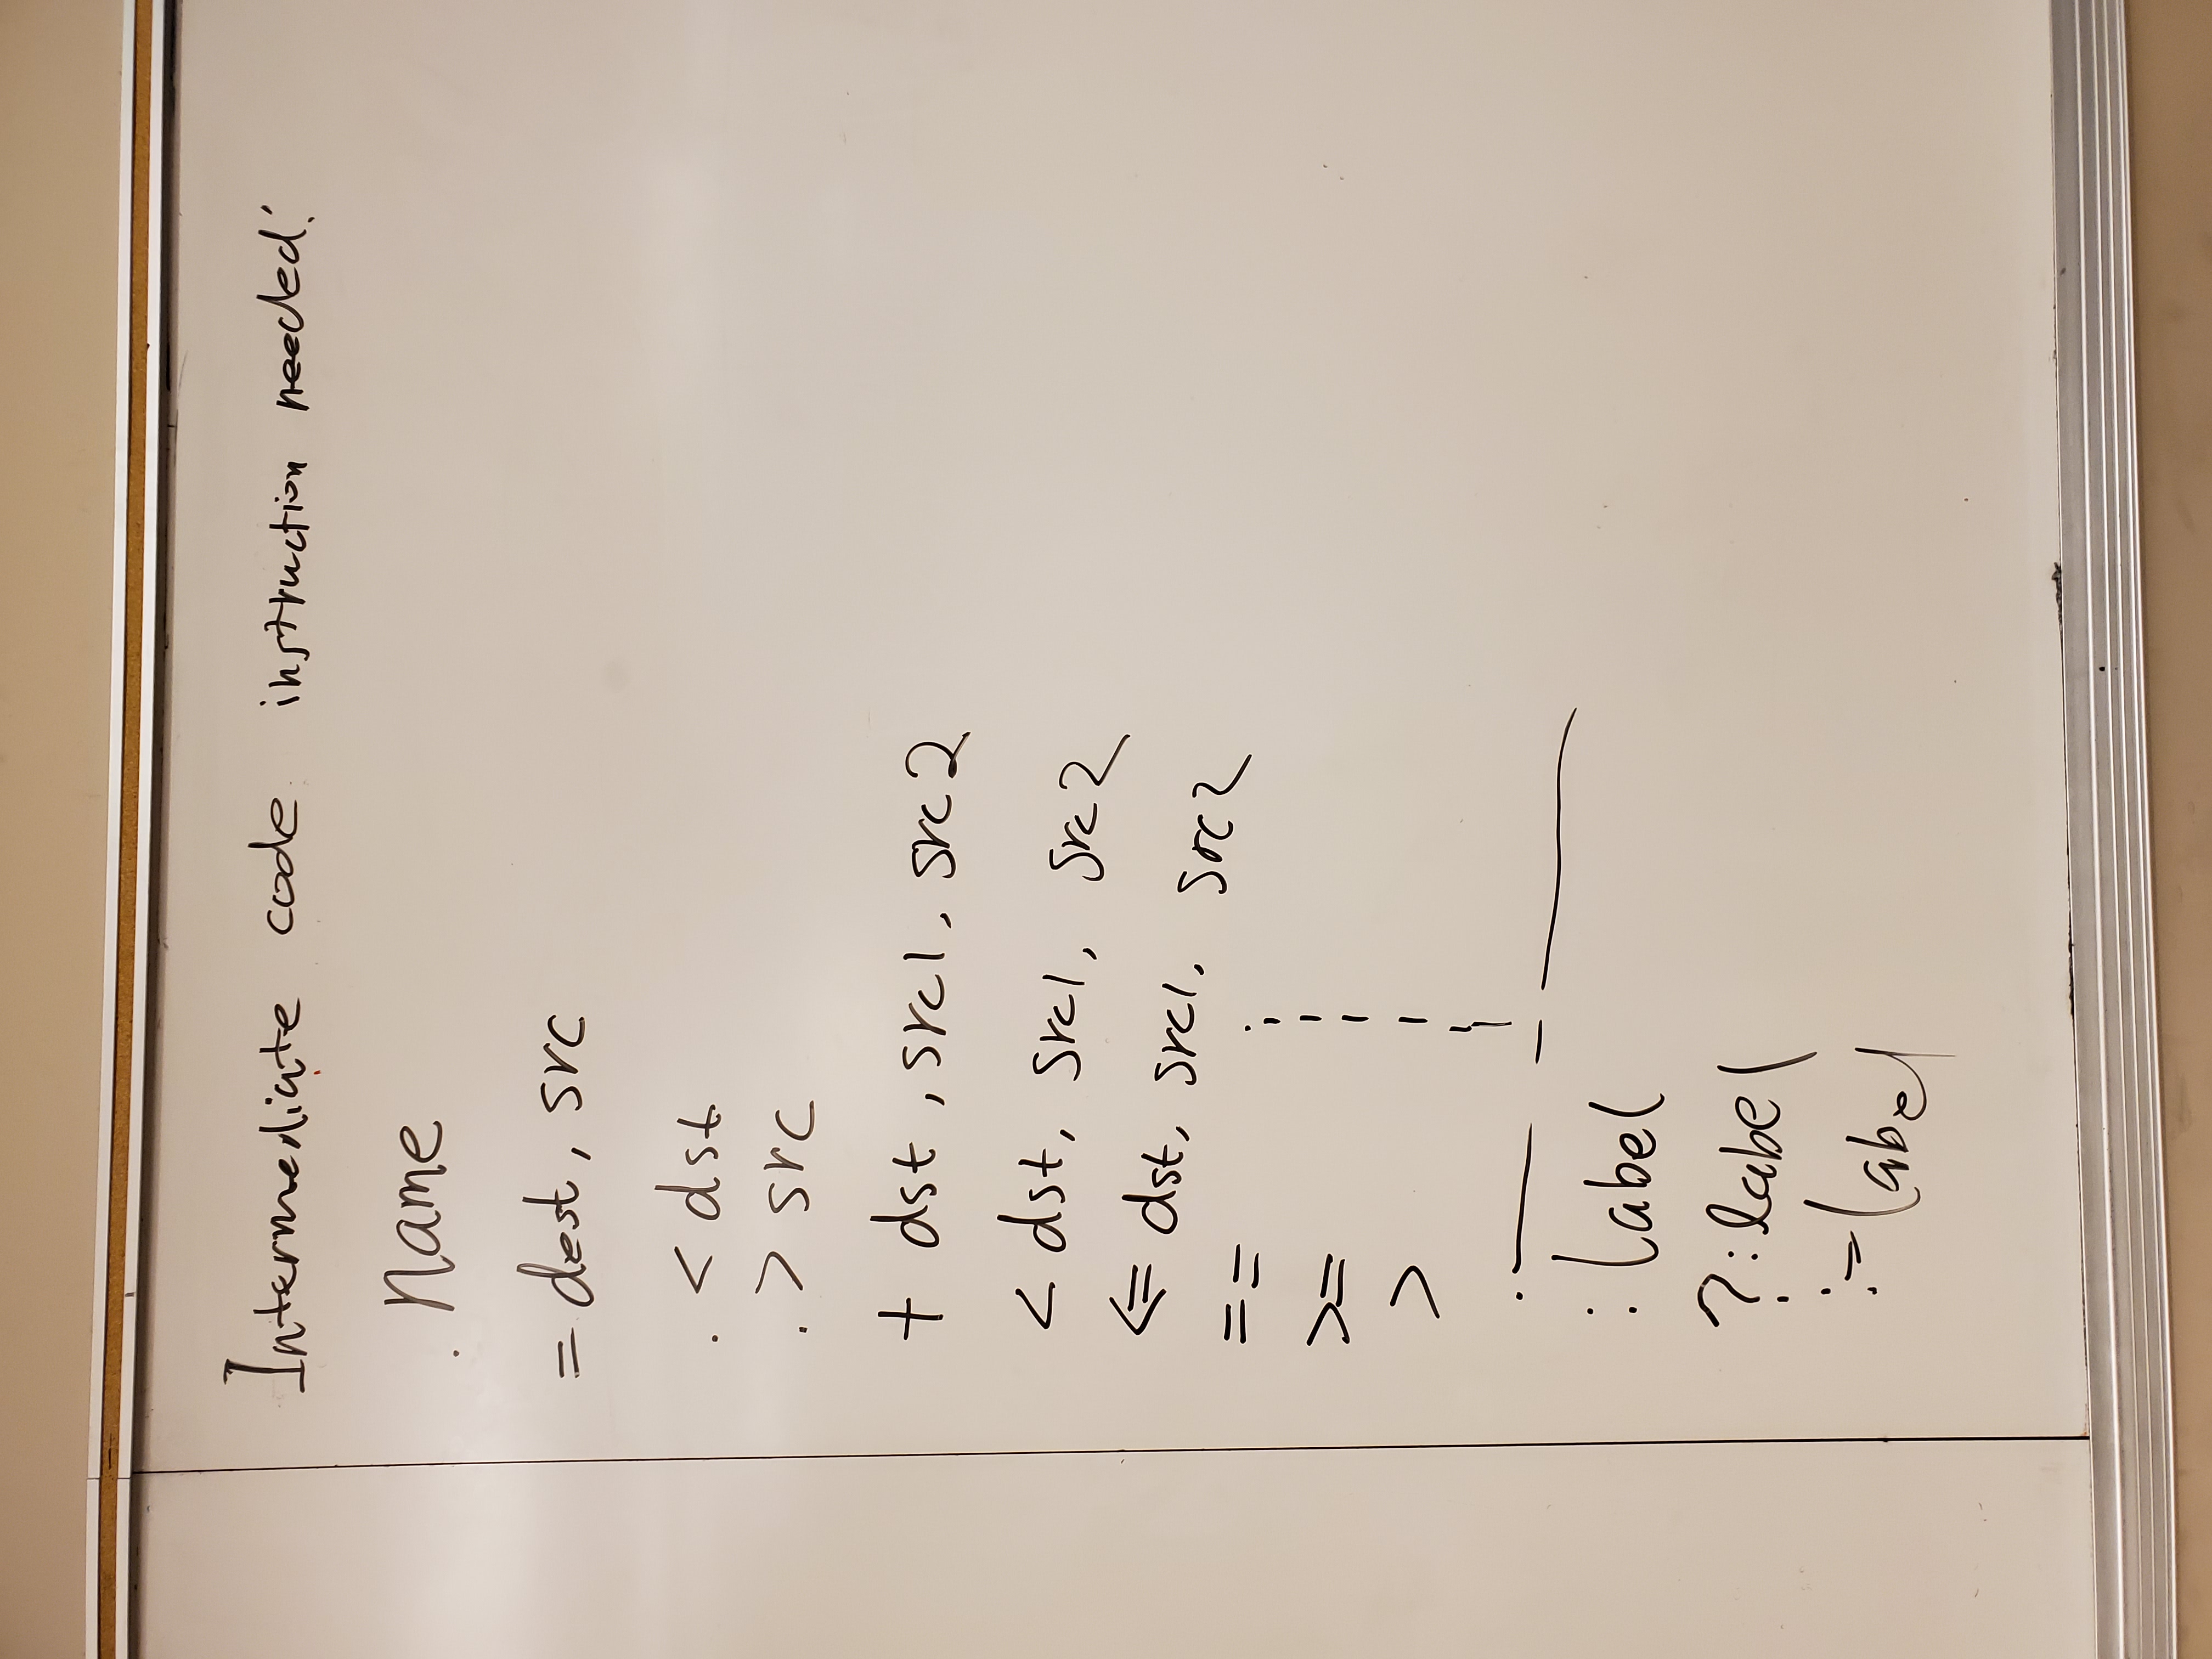 Intermediate code instruction needed:
. name
= dest, src
. < dst
. > src
+ dst, src1, src2
< dst, src1, src2
<= dst, src1, src2
==
>=
>
: label
?: label
:= label